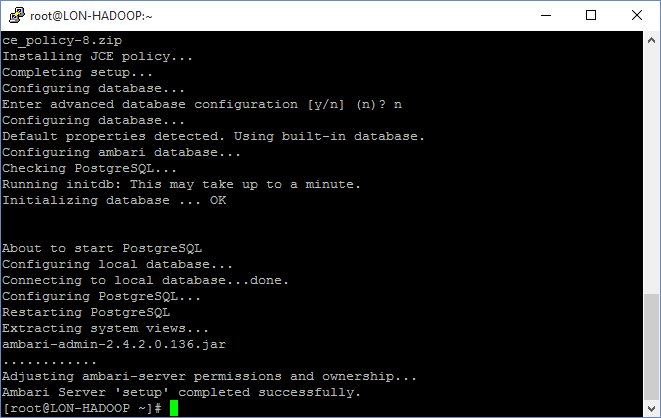 root@LON-HADOOP:~
ce_policy-8.zip
Installing JCE policy...
Completing setup...
Configuring database...
Enter advanced database configuration [y/n] (n)? n
Configuring database...
Default properties detected. Using built-in database.
Configuring ambari database...
Checking PostgreSQL...
Running initdb: This may take up to a minute.
Initializing database ... OK
About to start PostgreSQL
Configuring local database...
Connecting to local database...done.
Configuring PostgreSQL...
Restarting PostgreSQL
Extracting system views...
ambari-admin-2.4.2.0.136.jar
............
Adjusting ambari-server permissions and ownership...
Ambari Server 'setup' completed successfully.
[root@LON-HADOOP ~]#